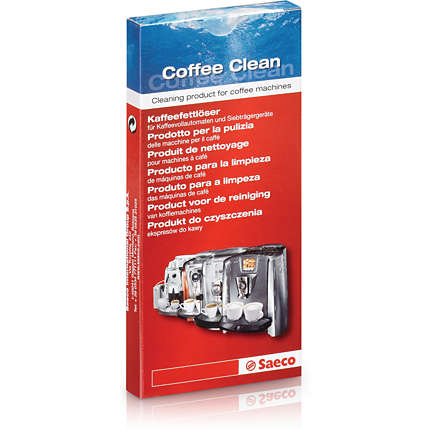 Coffee Clean
Cleaning product for coffee machines
Kaffeefettlöser
für Kaffeevollautomaten und Siebträgergeräte
Prodotto per la pulizia
delle macchine per il caffè
Produit de nettoyage
pour machines à café
Producto para la limpieza
de máquinas de café
Produto para a limpeza
das máquinas de café
Product voor de reiniging
van koffiemachines
Produkt do czyszczenia
ekspresów do kawy
Saeco